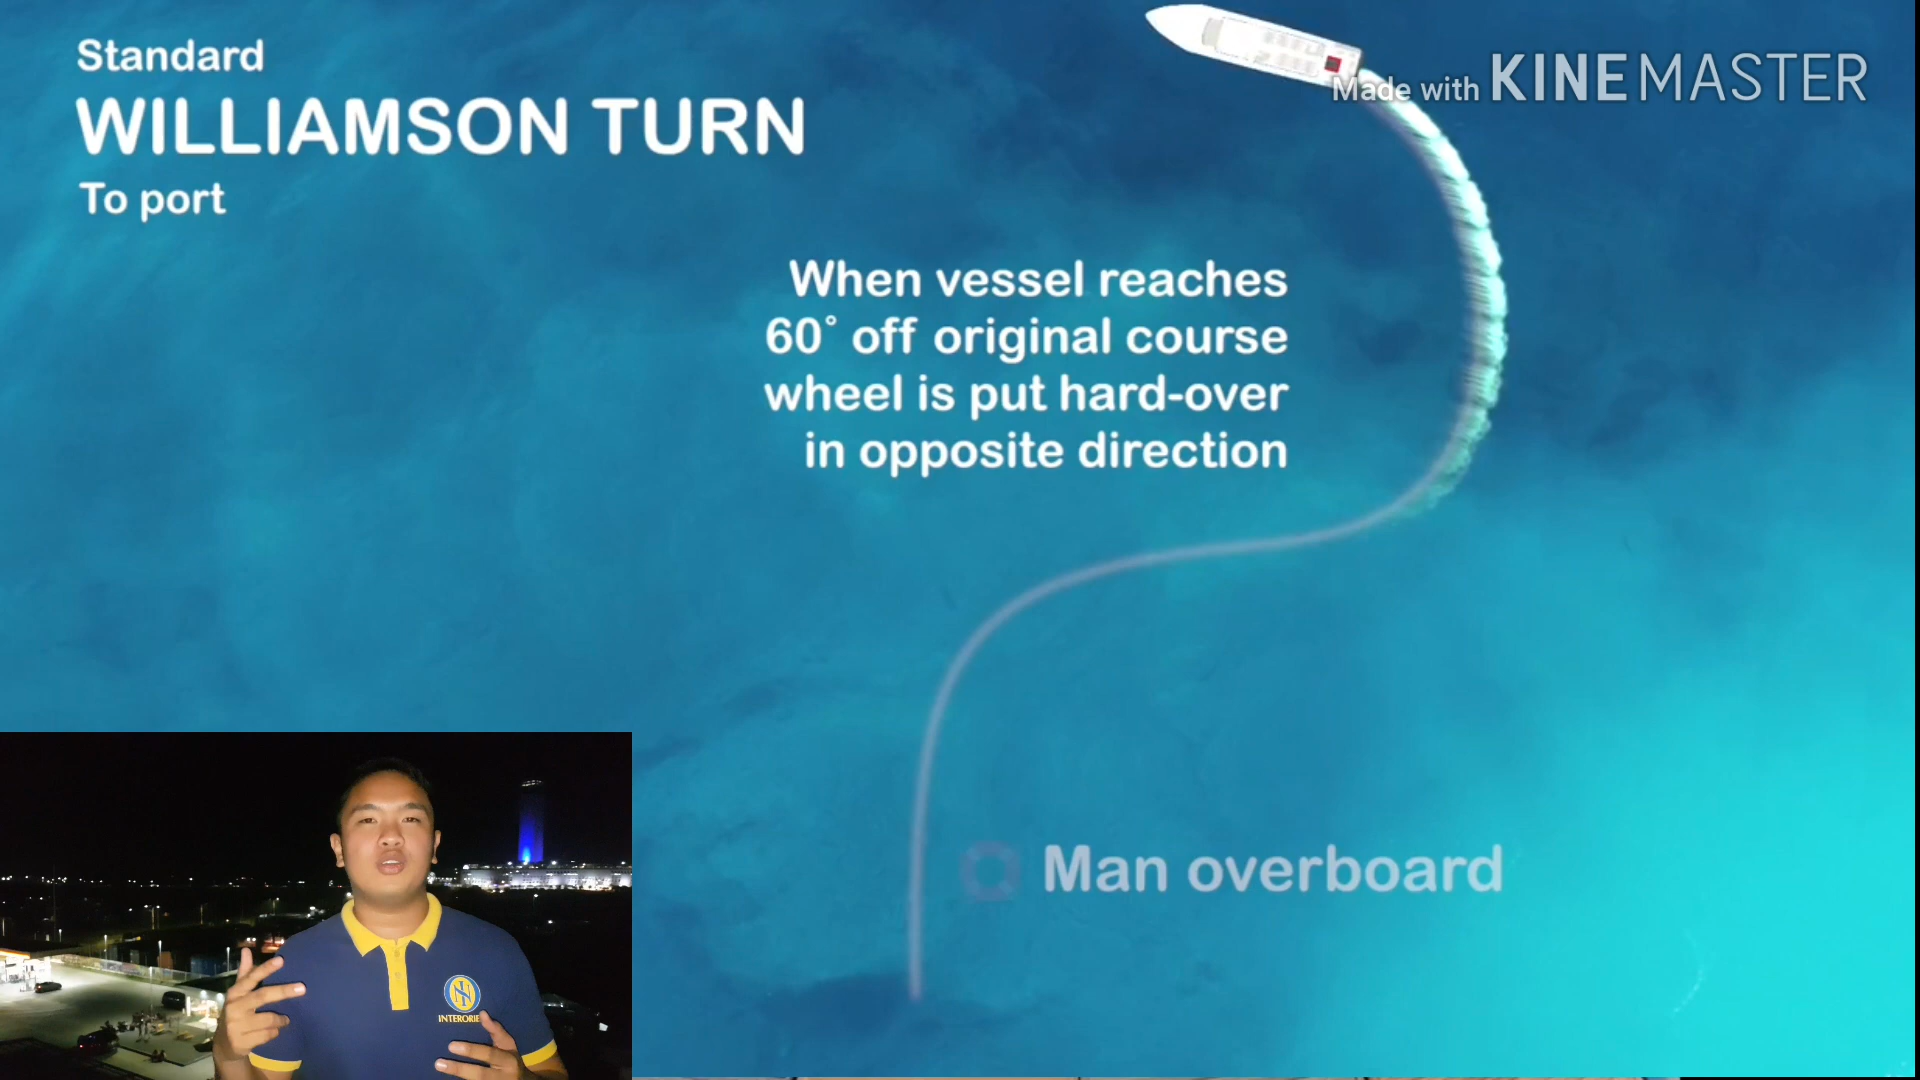 Standard
WILLIAMSON TURN
To port
Made with KINEMASTER
When vessel reaches
60° off original course
wheel is put hard-over
in opposite direction
Man overboard